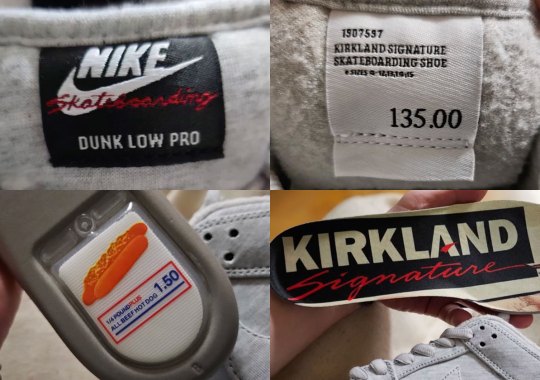 NIKE
Skateboarding
DUNK LOW PRO
1907597
KIRKLAND SIGNATURE
SKATEBOARDING SHOE
135.00
1/4 POUND PLUS
ALL BEEF HOT DOG 1.50
KIRKLAND
Signature